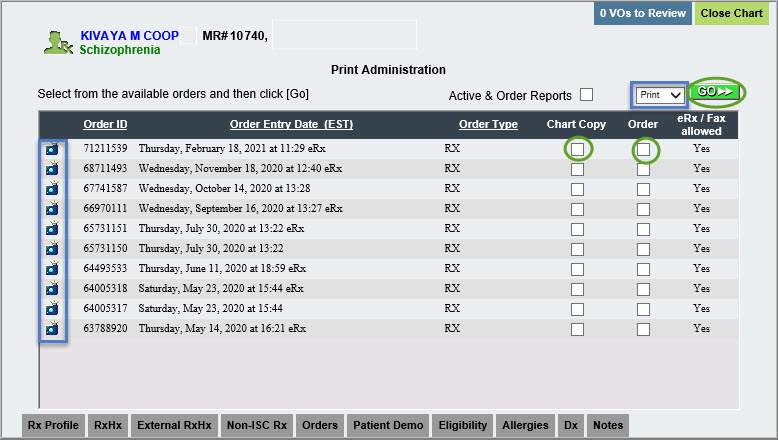 0 VOs to Review Close Chart
KIVAYA M COOP MR# 10740,
Schizophrenia
Print Administration
Select from the available orders and then click [Go] Active & Order Reports Print GO
Order ID Order Entry Date (EST) Order Type Chart Copy Order eRx / Fax allowed
71211539 Thursday, February 18, 2021 at 11:29 eRx RX Yes
68711493 Wednesday, November 18, 2020 at 12:40 eRx RX Yes
67741587 Wednesday, October 14, 2020 at 13:28 RX Yes
66970111 Wednesday, September 16, 2020 at 13:27 eRx RX Yes
65731151 Thursday, July 30, 2020 at 13:22 eRx RX Yes
65731150 Thursday, July 30, 2020 at 13:22 RX Yes
64493533 Thursday, June 11, 2020 at 18:59 eRx RX Yes
64005318 Saturday, May 23, 2020 at 15:44 eRx RX Yes
64005317 Saturday, May 23, 2020 at 15:44 RX Yes
63788920 Thursday, May 14, 2020 at 16:21 eRx RX Yes
Rx Profile RxHx External RxHx Non-ISC Rx Orders Patient Demo Eligibility Allergies Dx Notes